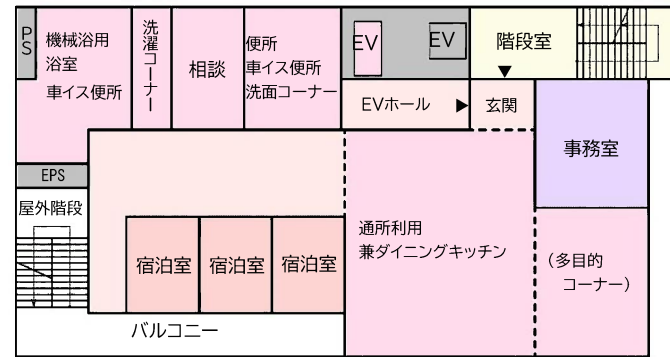 PS
機械浴用
浴室
車イス便所
洗濯コーナー
相談
便所
車イス便所
洗面コーナー
EV
EV
階段室
EVホール
玄関
事務室
EPS
屋外階段
宿泊室
宿泊室
宿泊室
通所利用
兼ダイニングキッチン
（多目的
コーナー）
バルコニー